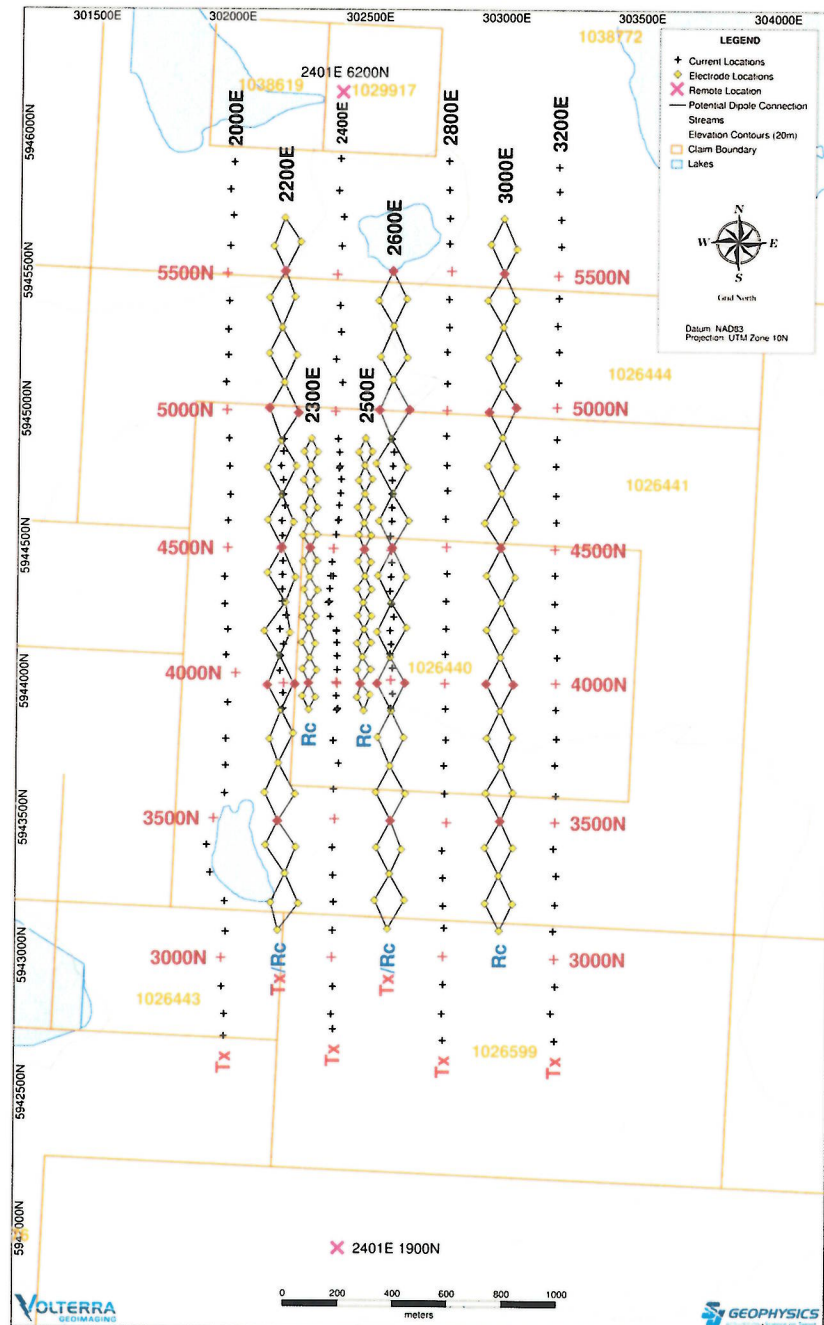 301500E 302000E 302500E 303000E 303500E 304000E
1038772
LEGEND
Current Locations
Electrode Locations
Remote Location
Potential Dipole Connection
Streams
Elevation Contours (20m)
Claim Boundary
Lakes
N
W E
S
Grid North
Datum: NAD83
Projection: UTM Zone 10N
2401E 6200N
1038619
1029917
2000E
2200E
2400E
2600E
2800E
3000E
3200E
5946000N
5945500N
5500N
5500N
1026444
5945000N
5000N
2300E
2500E
5000N
1026441
5944500N
4500N
4500N
5944000N
4000N
1026440
4000N
Rc
Rc
5943500N
3500N
3500N
5943000N
3000N
Tx/Rc
Tx/Rc
Rc
3000N
1026443
Tx
Tx
Tx
Tx
1026599
5942500N
5942000N
2401E 1900N
0 200 400 600 800 1000
meters
VOLTERRA
GEOIMAGING
GEOPHYSICS